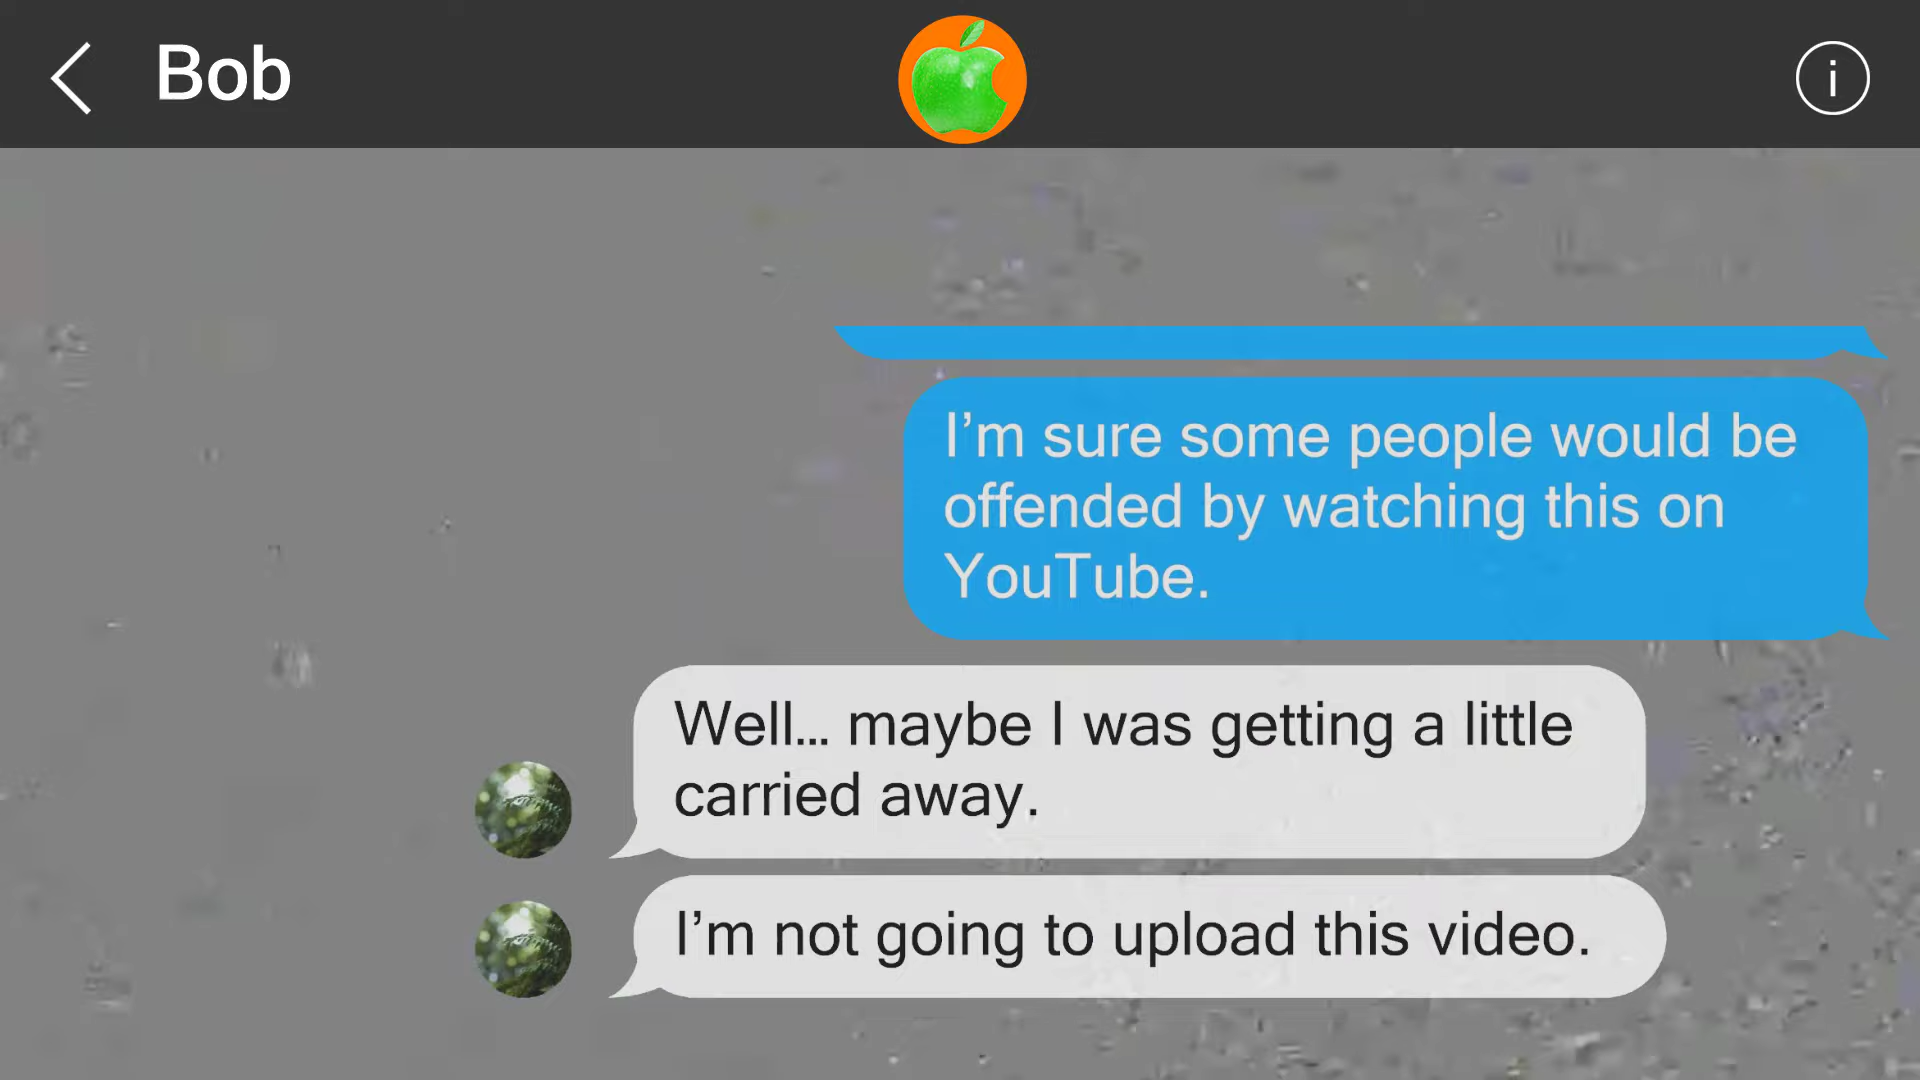 Bob
i
I’m sure some people would be
offended by watching this on
YouTube.
Well... maybe I was getting a little
carried away.
I’m not going to upload this video.